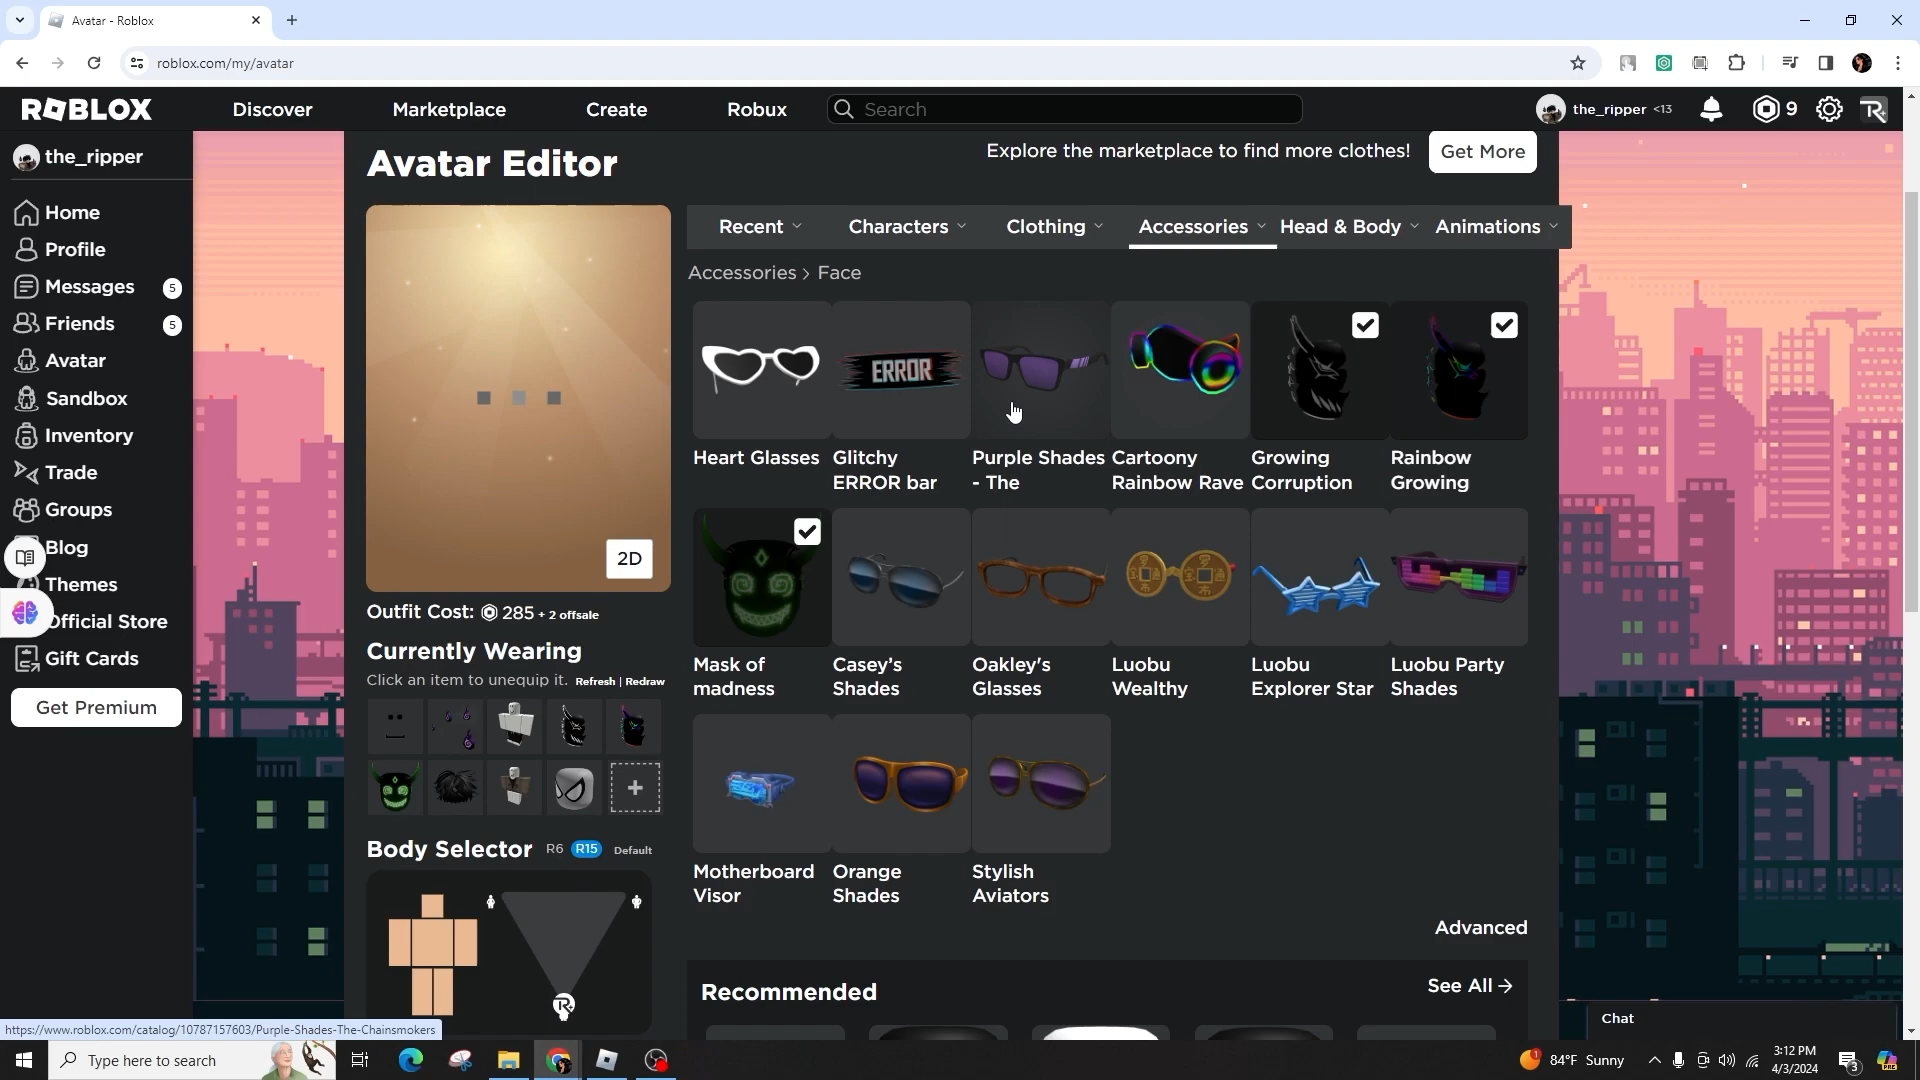 Avatar - Roblox
roblox.com/my/avatar
ROBLOX
Discover
Marketplace
Create
Robux
Search
the_ripper <13
9
the_ripper
Home
Profile
Messages 5
Friends 5
Avatar
Sandbox
Inventory
Trade
Groups
Blog
Themes
Official Store
Gift Cards
Get Premium
Avatar Editor
Explore the marketplace to find more clothes!
Get More
2D
Outfit Cost: 285 + 2 offsale
Currently Wearing
Click an item to unequip it. Refresh | Redraw
Body Selector R6 R15 Default
Recent
Characters
Clothing
Accessories
Head & Body
Animations
Accessories > Face
ERROR
Heart Glasses
Glitchy
ERROR bar
Purple Shades
- The
Cartoony
Rainbow Rave
Growing
Corruption
Rainbow
Growing
Mask of
madness
Casey’s
Shades
Oakley's
Glasses
Luobu
Wealthy
Luobu
Explorer Star
Luobu Party
Shades
Motherboard
Visor
Orange
Shades
Stylish
Aviators
Advanced
Recommended
See All →
Chat
https://www.roblox.com/catalog/10787157603/Purple-Shades-The-Chainsmokers
Type here to search
84°F Sunny
3:12 PM
4/3/2024
3